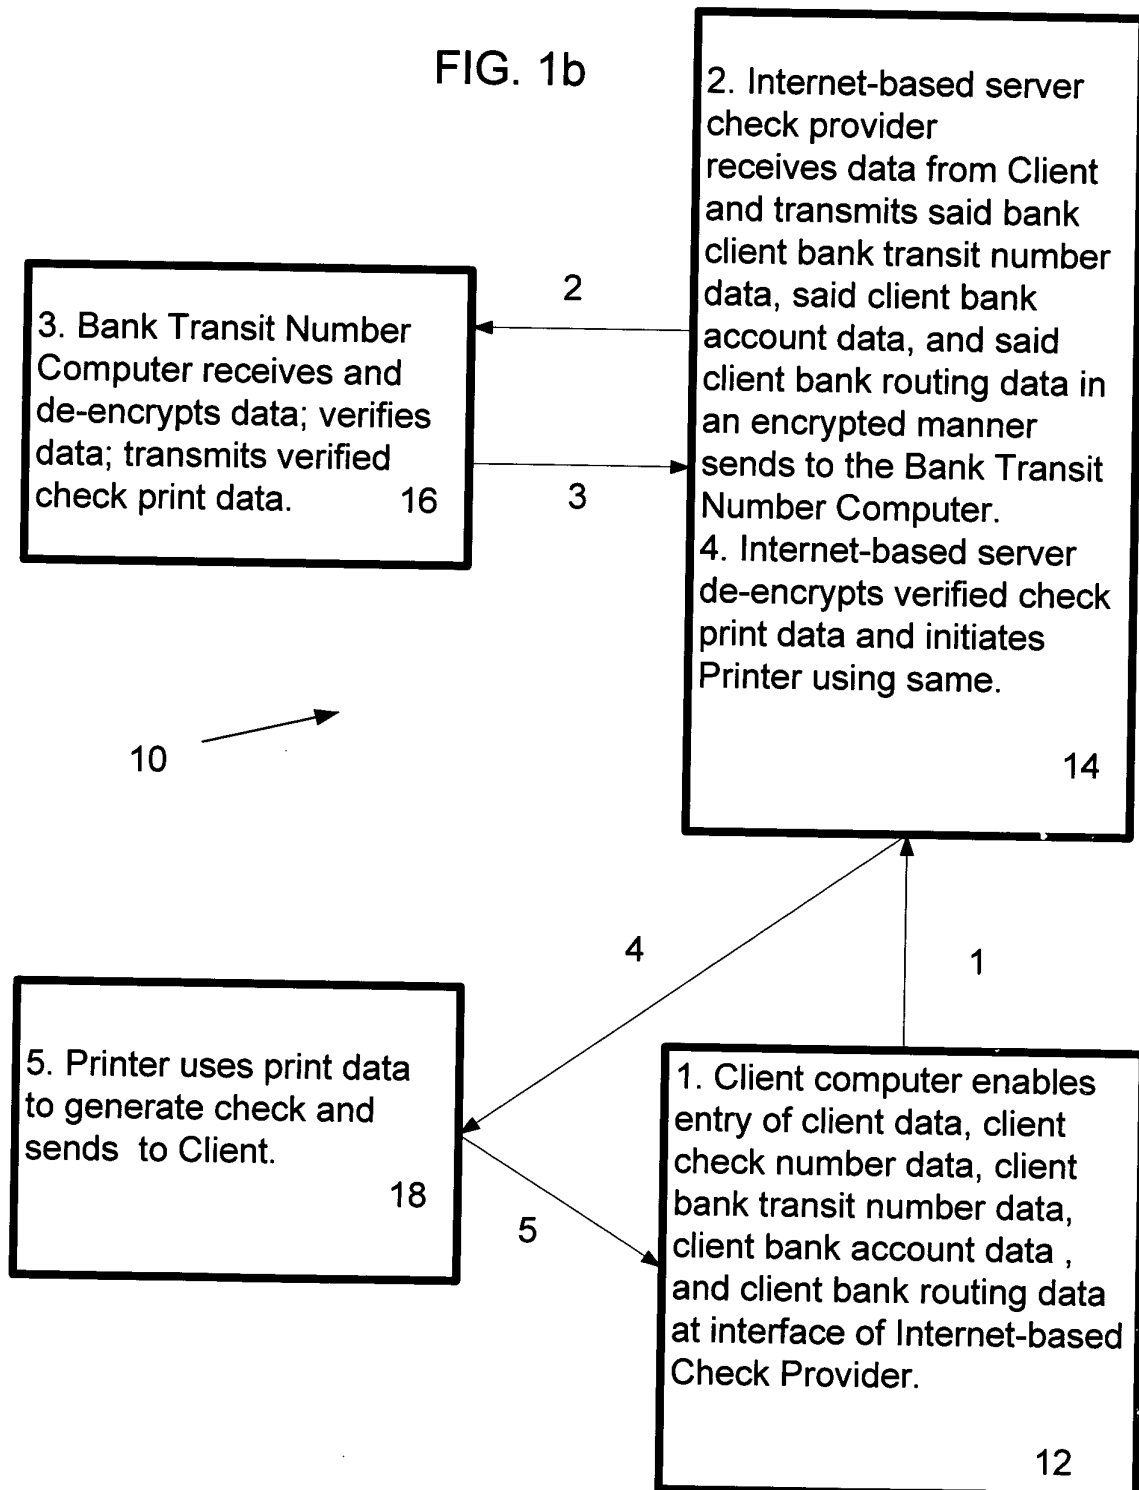 FIG. 1b
2. Internet-based server
check provider
receives data from Client
and transmits said bank
client bank transit number
data, said client bank
account data, and said
client bank routing data in
an encrypted manner
sends to the Bank Transit
Number Computer.
4. Internet-based server
de-encrypts verified check
print data and initiates
Printer using same.
14
2
3. Bank Transit Number
Computer receives and
de-encrypts data; verifies
data; transmits verified
check print data.
16
3
10
4
1
5. Printer uses print data
to generate check and
sends to Client.
18
5
1. Client computer enables
entry of client data, client
check number data, client
bank transit number data,
client bank account data ,
and client bank routing data
at interface of Internet-based
Check Provider.
12